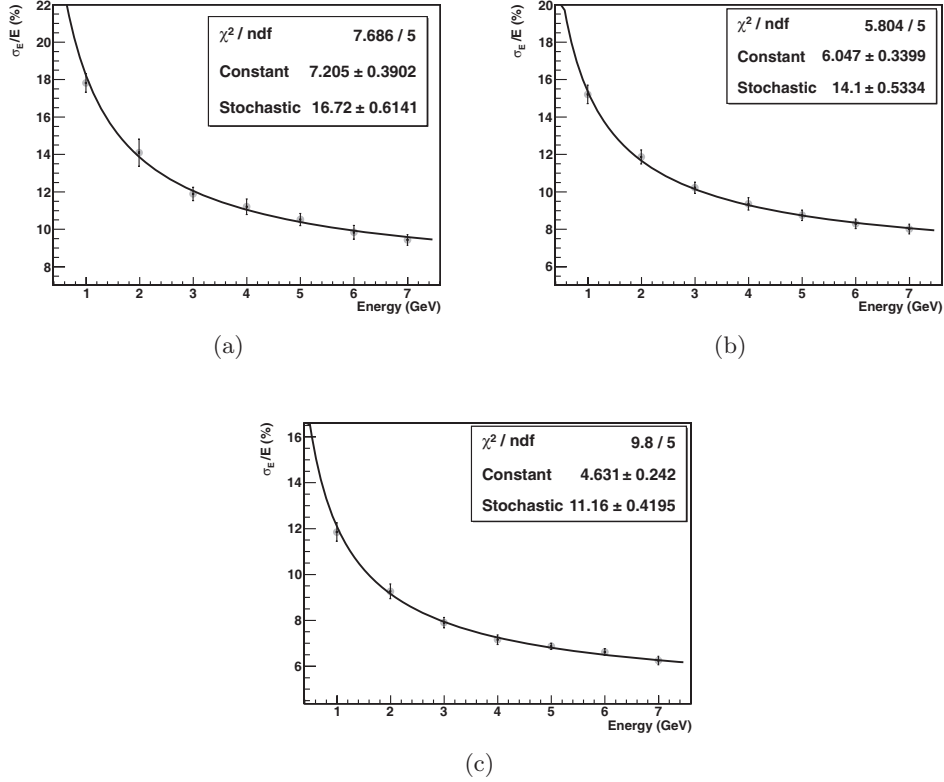 σE/E (%)
22
20
18
16
14
12
10
8
1 2 3 4 5 6 7
Energy (GeV)
χ² / ndf 7.686 / 5
Constant 7.205 ± 0.3902
Stochastic 16.72 ± 0.6141
(a)
σE/E (%)
20
18
16
14
12
10
8
6
1 2 3 4 5 6 7
Energy (GeV)
χ² / ndf 5.804 / 5
Constant 6.047 ± 0.3399
Stochastic 14.1 ± 0.5334
(b)
σE/E (%)
16
14
12
10
8
6
1 2 3 4 5 6 7
Energy (GeV)
χ² / ndf 9.8 / 5
Constant 4.631 ± 0.242
Stochastic 11.16 ± 0.4195
(c)